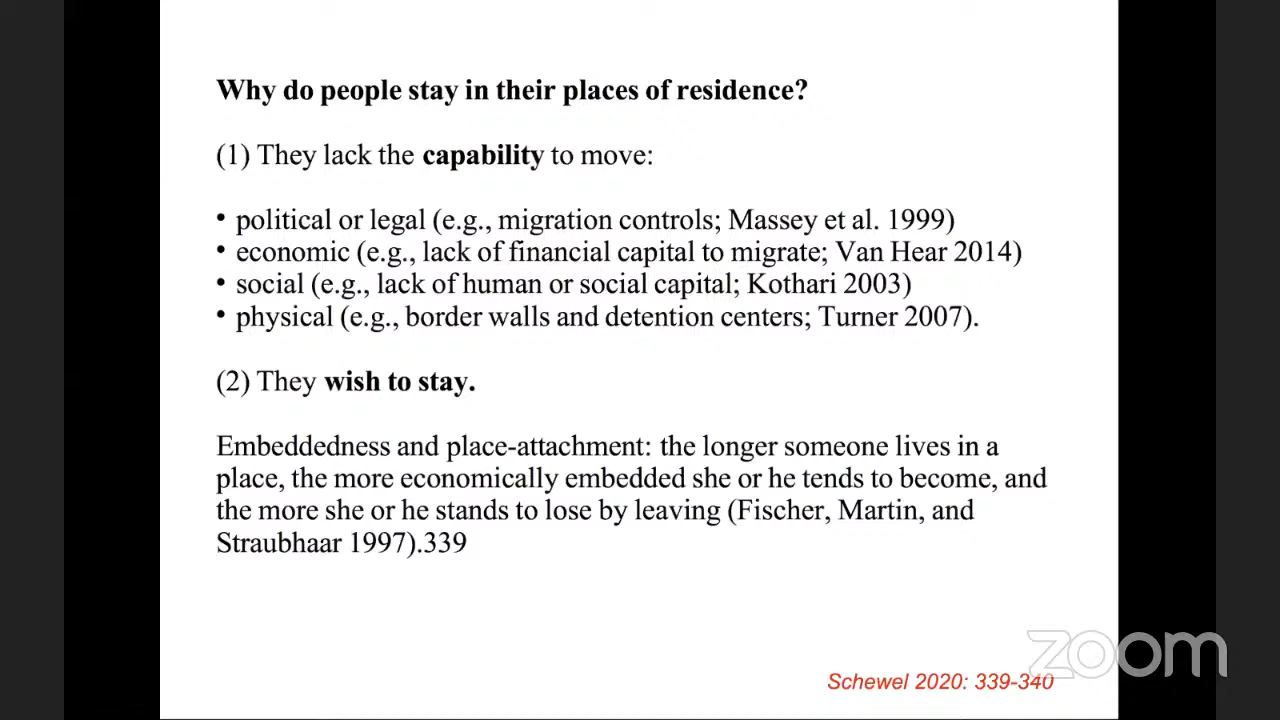 Why do people stay in their places of residence?
(1) They lack the capability to move:
• political or legal (e.g., migration controls; Massey et al. 1999)
• economic (e.g., lack of financial capital to migrate; Van Hear 2014)
• social (e.g., lack of human or social capital; Kothari 2003)
• physical (e.g., border walls and detention centers; Turner 2007).
(2) They wish to stay.
Embeddedness and place-attachment: the longer someone lives in a
place, the more economically embedded she or he tends to become, and
the more she or he stands to lose by leaving (Fischer, Martin, and
Straubhaar 1997).339
zoom
Schewel 2020: 339-340